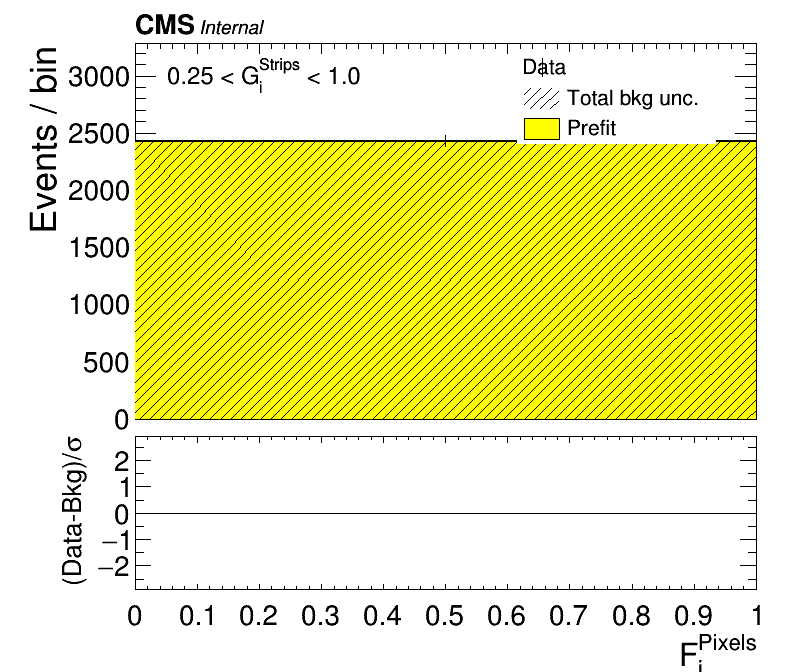 CMS Internal
Events / bin
3000
2500
2000
1500
1000
500
0
0.25 < G_i^Strips < 1.0
Data
Total bkg unc.
Prefit
(Data-Bkg)/σ
2
1
0
−1
−2
0 0.1 0.2 0.3 0.4 0.5 0.6 0.7 0.8 0.9 1
F_i^Pixels